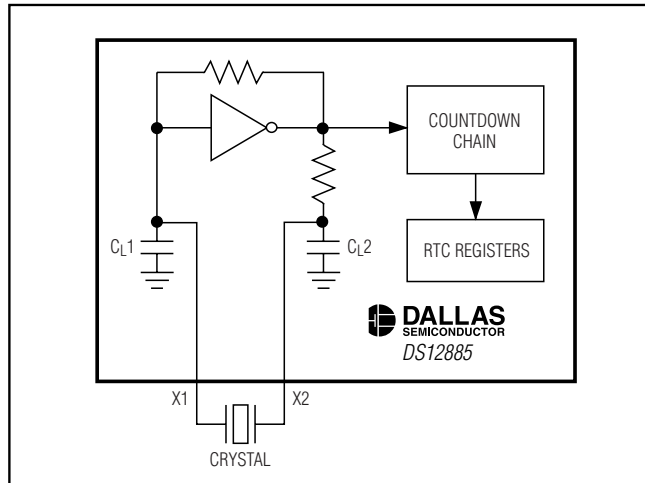 COUNTDOWN
CHAIN
CL1
CL2
RTC REGISTERS
DALLAS
SEMICONDUCTOR
DS12885
X1
X2
CRYSTAL